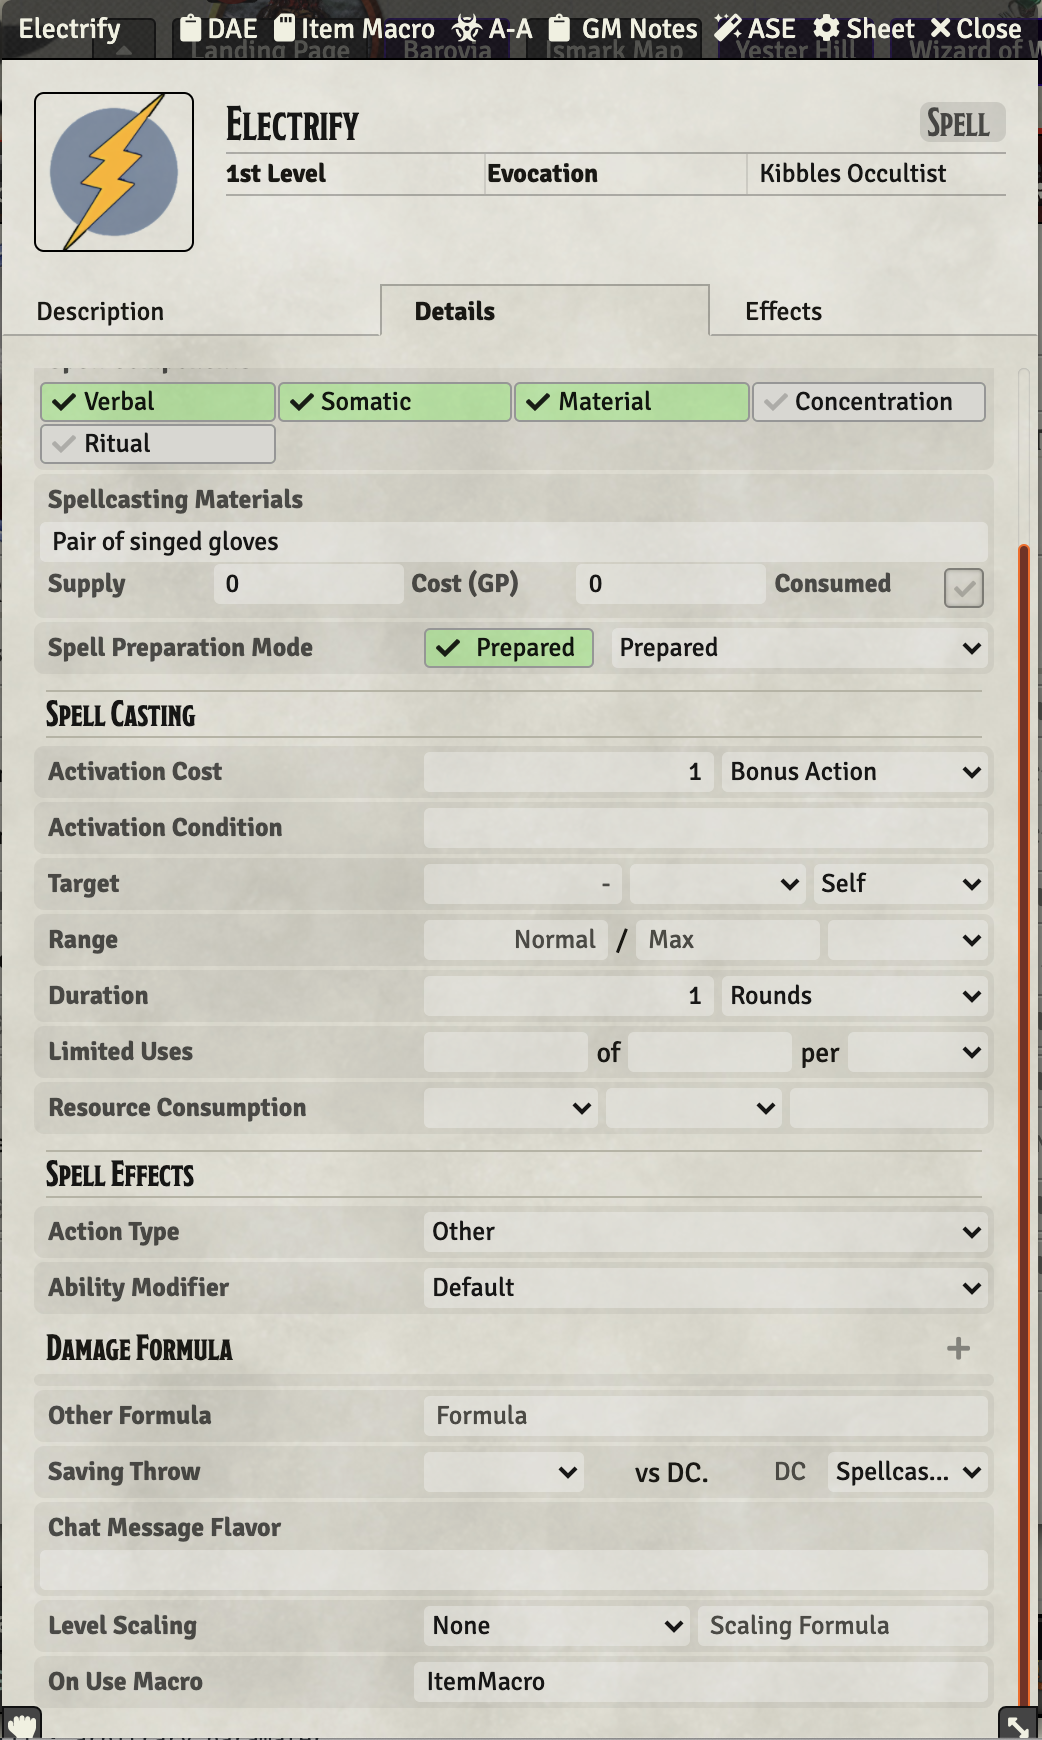 Electrify DAE Item Macro A-A GM Notes ASE Sheet Close
Landing Page Barovia Ismark Map Yester Hill Wizard of W
Electrify Spell
1st Level Evocation Kibbles Occultist
Description Details Effects
Verbal Somatic Material Concentration
Ritual
Spellcasting Materials
Pair of singed gloves
Supply 0 Cost (GP) 0 Consumed
Spell Preparation Mode Prepared Prepared
Spell Casting
Activation Cost 1 Bonus Action
Activation Condition
Target - Self
Range Normal / Max
Duration 1 Rounds
Limited Uses of per
Resource Consumption
Spell Effects
Action Type Other
Ability Modifier Default
Damage Formula
Other Formula Formula
Saving Throw vs DC. DC Spellcas...
Chat Message Flavor
Level Scaling None Scaling Formula
On Use Macro ItemMacro